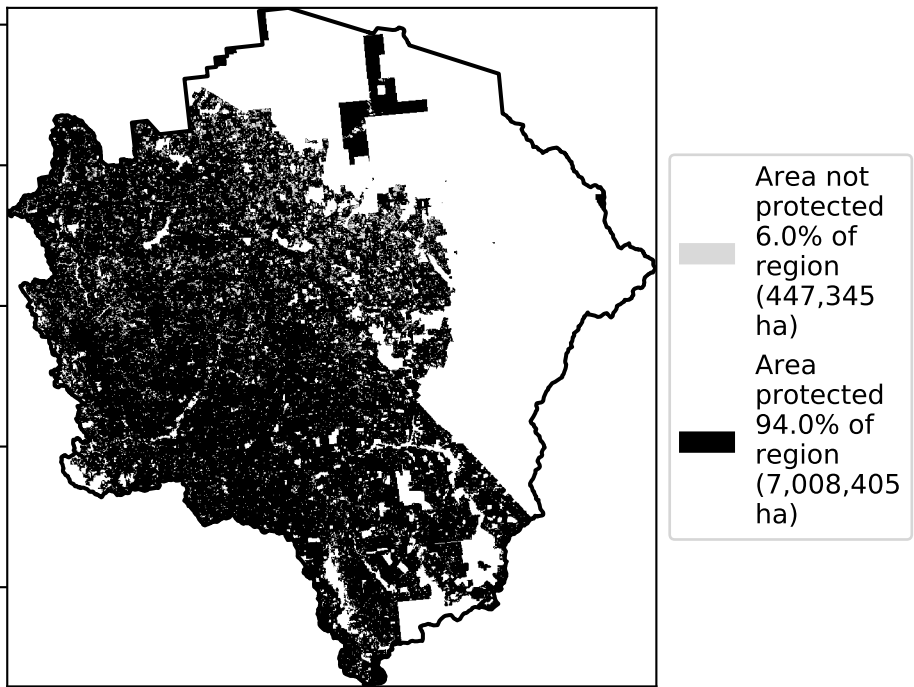 Area not
protected
6.0% of
region
(447,345
ha)
Area
protected
94.0% of
region
(7,008,405
ha)